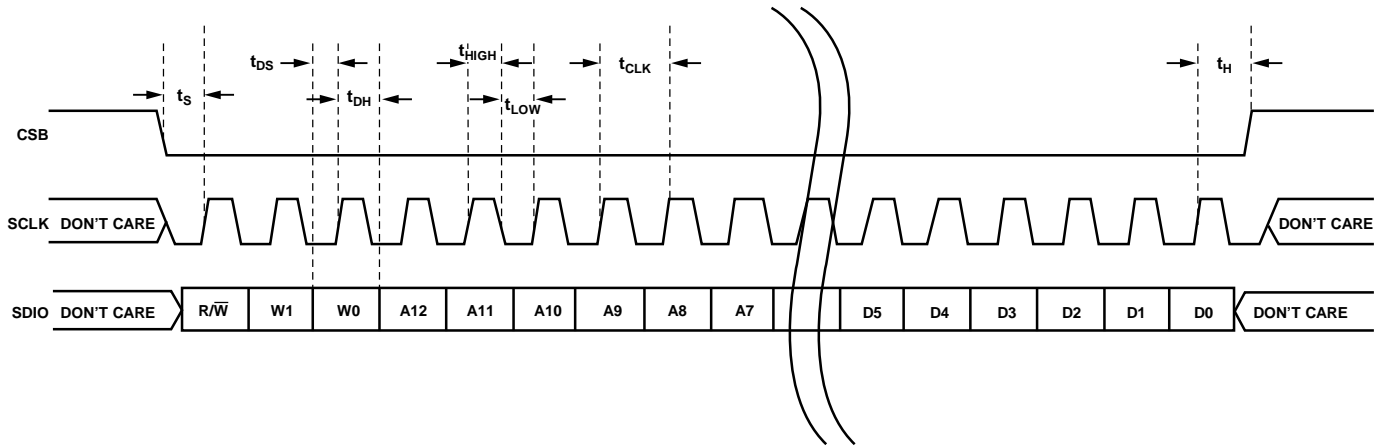 tDS
tHIGH
tCLK
tH
tS
tDH
tLOW
CSB
SCLK DON'T CARE
DON'T CARE
SDIO DON'T CARE R/W̅ W1 W0 A12 A11 A10 A9 A8 A7 D5 D4 D3 D2 D1 D0 DON'T CARE